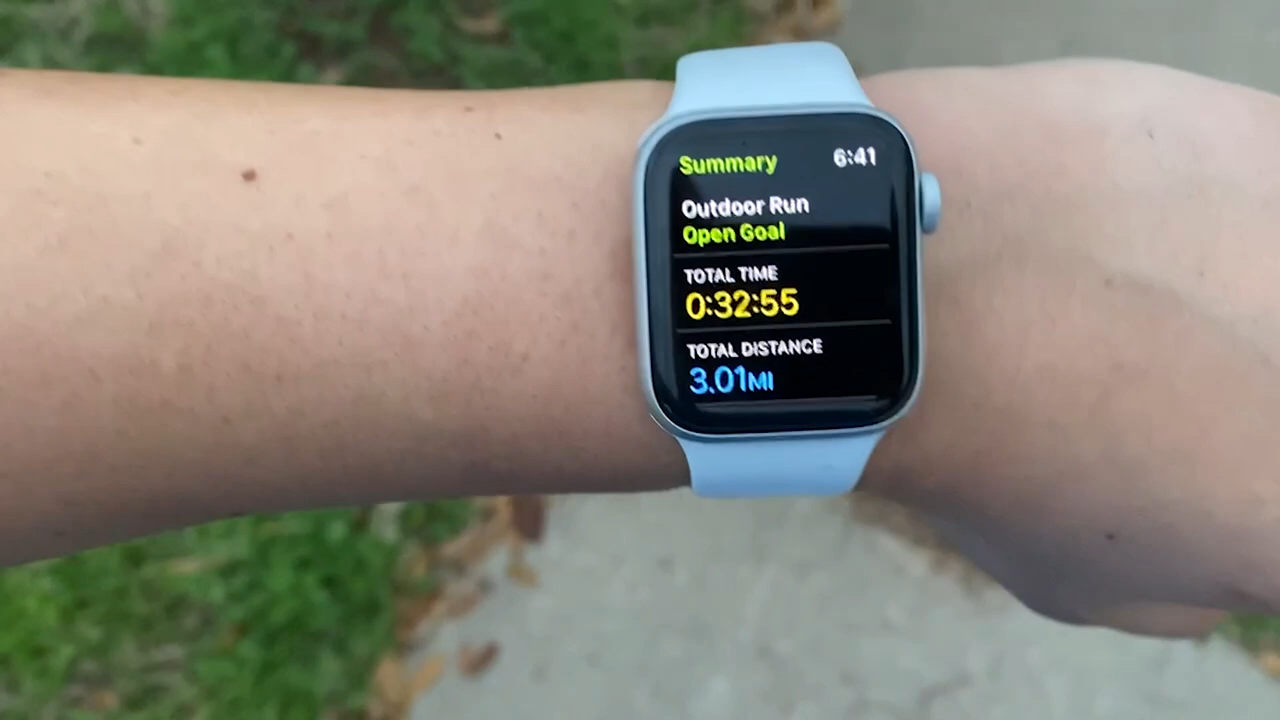 Summary 6:41
Outdoor Run
Open Goal
TOTAL TIME
0:32:55
TOTAL DISTANCE
3.01MI